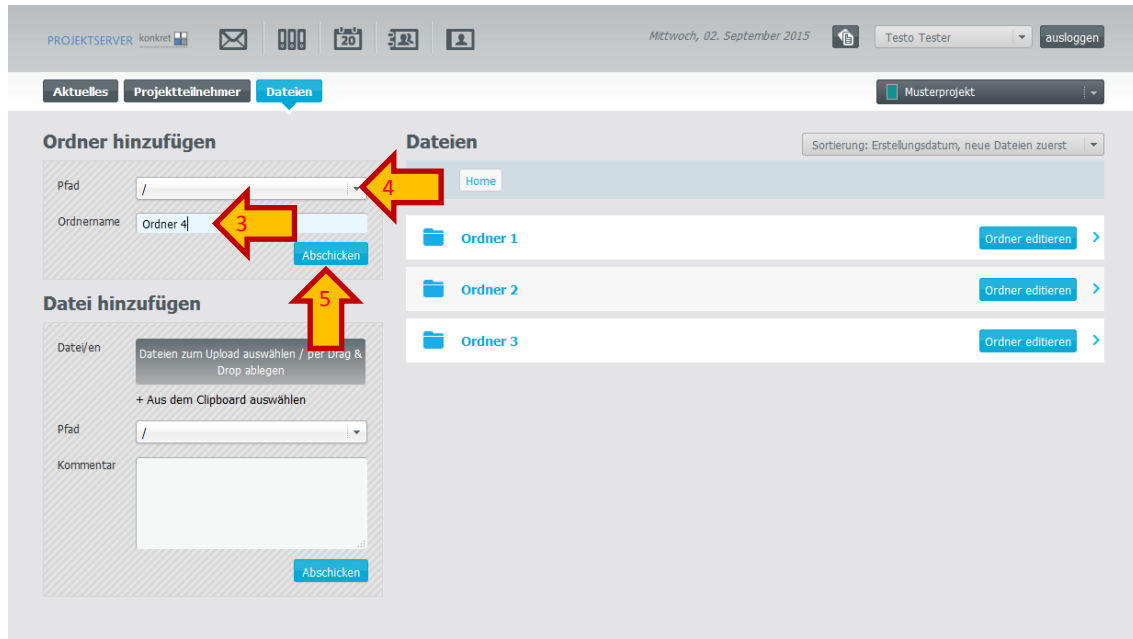 PROJEKTSERVER konkret
20
Mittwoch, 02. September 2015
Testo Tester
ausloggen
Aktuelles
Projektteilnehmer
Dateien
Musterprojekt
Ordner hinzufügen
Pfad
/
4
Ordnername
Ordner 4
3
Abschicken
5
Datei hinzufügen
Datei/en
Dateien zum Upload auswählen / per Drag &
Drop ablegen
+ Aus dem Clipboard auswählen
Pfad
/
Kommentar
Abschicken
Dateien
Sortierung: Erstellungsdatum, neue Dateien zuerst
Home
Ordner 1
Ordner editieren
Ordner 2
Ordner editieren
Ordner 3
Ordner editieren